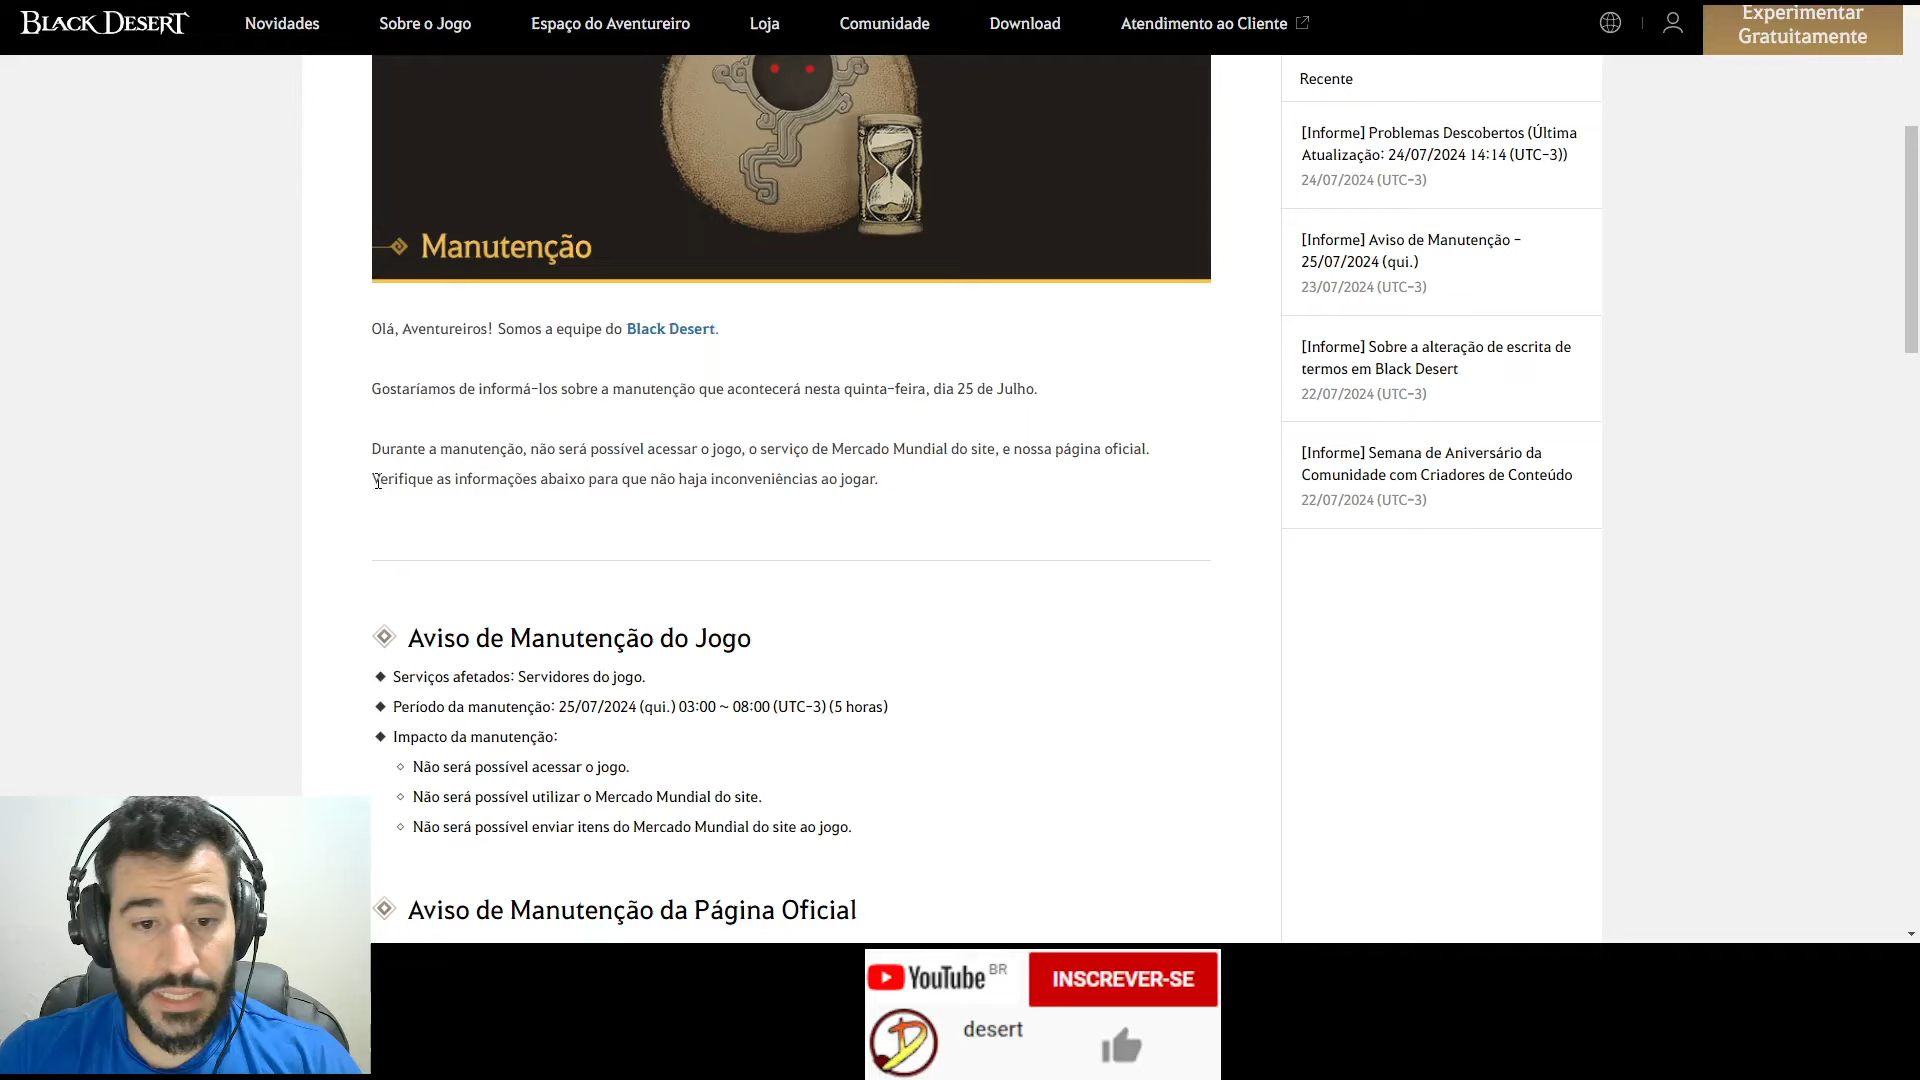 BLACK DESERT
Novidades
Sobre o Jogo
Espaço do Aventureiro
Loja
Comunidade
Download
Atendimento ao Cliente
Experimentar
Gratuitamente
Manutenção
Olá, Aventureiros! Somos a equipe do Black Desert.
Gostaríamos de informá-los sobre a manutenção que acontecerá nesta quinta-feira, dia 25 de Julho.
Durante a manutenção, não será possível acessar o jogo, o serviço de Mercado Mundial do site, e nossa página oficial.
Verifique as informações abaixo para que não haja inconveniências ao jogar.
Aviso de Manutenção do Jogo
◆ Serviços afetados: Servidores do jogo.
◆ Período da manutenção: 25/07/2024 (qui.) 03:00 ~ 08:00 (UTC-3) (5 horas)
◆ Impacto da manutenção:
◇ Não será possível acessar o jogo.
◇ Não será possível utilizar o Mercado Mundial do site.
◇ Não será possível enviar itens do Mercado Mundial do site ao jogo.
Aviso de Manutenção da Página Oficial
Recente
[Informe] Problemas Descobertos (Última
Atualização: 24/07/2024 14:14 (UTC-3))
24/07/2024 (UTC-3)
[Informe] Aviso de Manutenção -
25/07/2024 (qui.)
23/07/2024 (UTC-3)
[Informe] Sobre a alteração de escrita de
termos em Black Desert
22/07/2024 (UTC-3)
[Informe] Semana de Aniversário da
Comunidade com Criadores de Conteúdo
22/07/2024 (UTC-3)
YouTube BR
INSCREVER-SE
D
desert